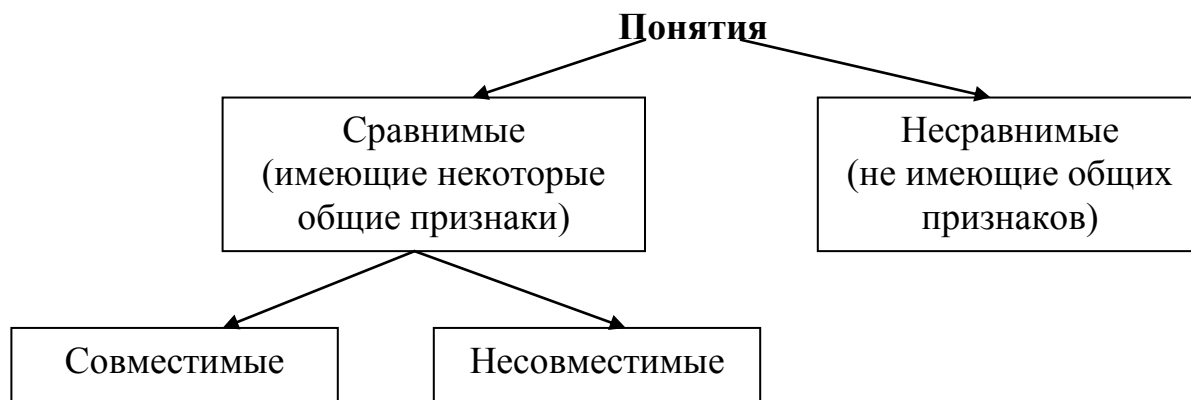 Понятия
Сравнимые
(имеющие некоторые
общие признаки)
Несравнимые
(не имеющие общих
признаков)
Совместимые
Несовместимые